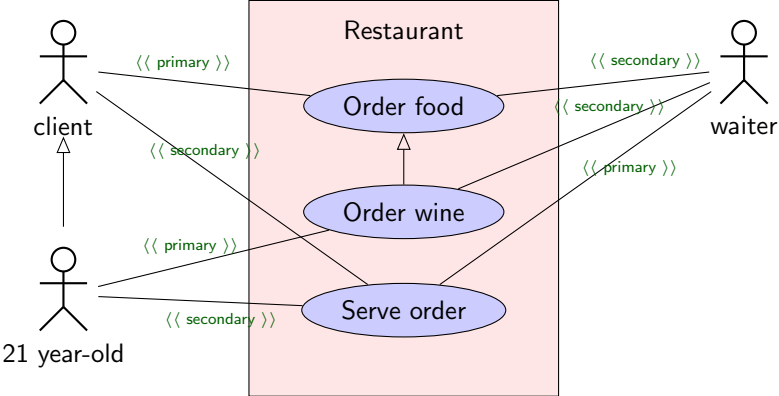 Restaurant
⟨⟨ primary ⟩⟩
⟨⟨ secondary ⟩⟩
Order food
⟨⟨ secondary ⟩⟩
client
waiter
⟨⟨ secondary ⟩⟩
⟨⟨ primary ⟩⟩
Order wine
⟨⟨ primary ⟩⟩
Serve order
⟨⟨ secondary ⟩⟩
21 year-old